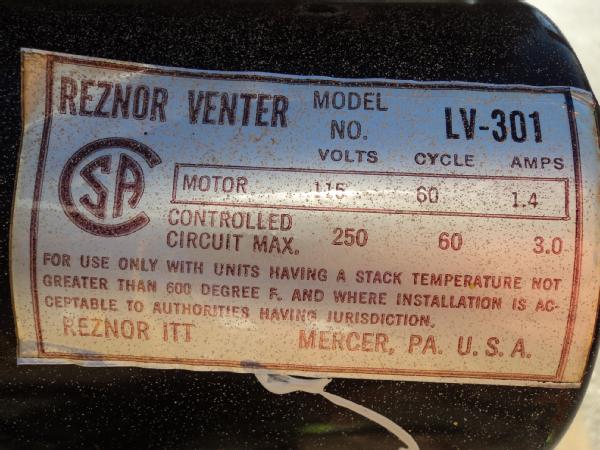 REZNOR VENTER MODEL NO. LV-301
VOLTS CYCLE AMPS
CSA
MOTOR 115 60 1.4
CONTROLLED CIRCUIT MAX. 250 60 3.0
FOR USE ONLY WITH UNITS HAVING A STACK TEMPERATURE NOT
GREATER THAN 600 DEGREE F. AND WHERE INSTALLATION IS AC-
CEPTABLE TO AUTHORITIES HAVING JURISDICTION.
REZNOR ITT MERCER, PA. U.S.A.